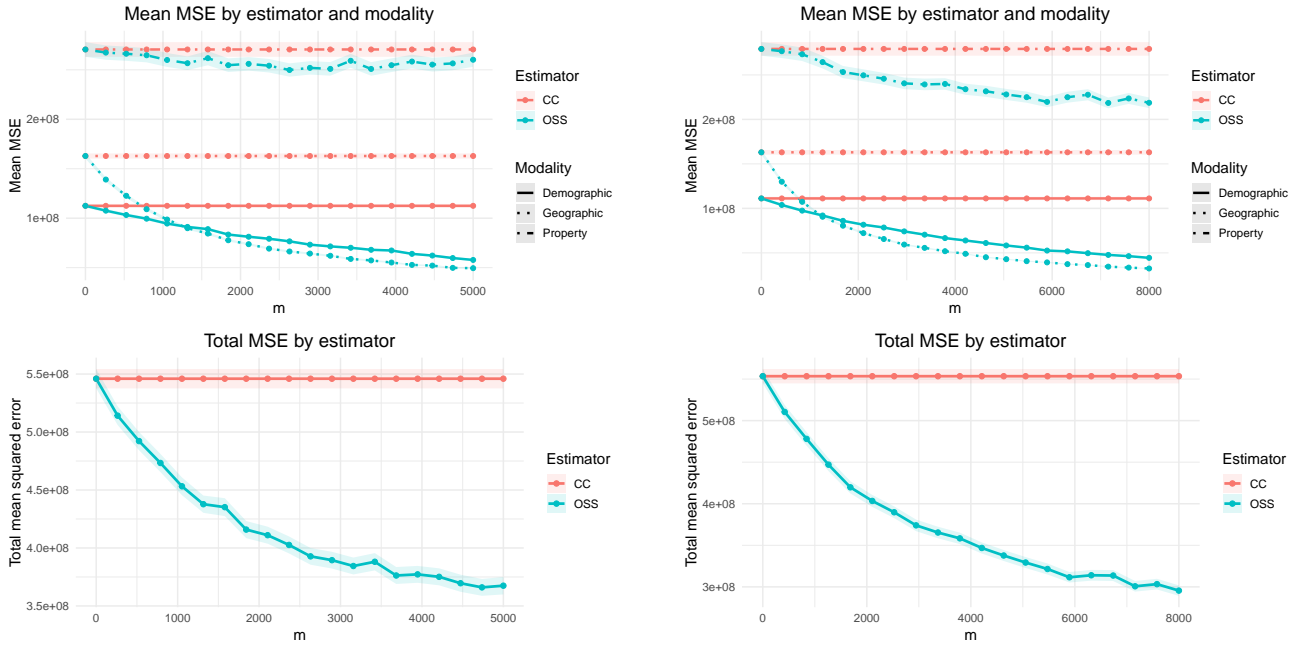 Mean MSE by estimator and modality
2e+08
1e+08
Mean MSE
0
1000
2000
3000
4000
5000
m
Estimator
CC
OSS
Modality
Demographic
Geographic
Property
Mean MSE by estimator and modality
2e+08
1e+08
Mean MSE
0
2000
4000
6000
8000
m
Estimator
CC
OSS
Modality
Demographic
Geographic
Property
Total MSE by estimator
5.5e+08
5.0e+08
4.5e+08
4.0e+08
3.5e+08
Total mean squared error
0
1000
2000
3000
4000
5000
m
Estimator
CC
OSS
Total MSE by estimator
5e+08
4e+08
3e+08
Total mean squared error
0
2000
4000
6000
8000
m
Estimator
CC
OSS